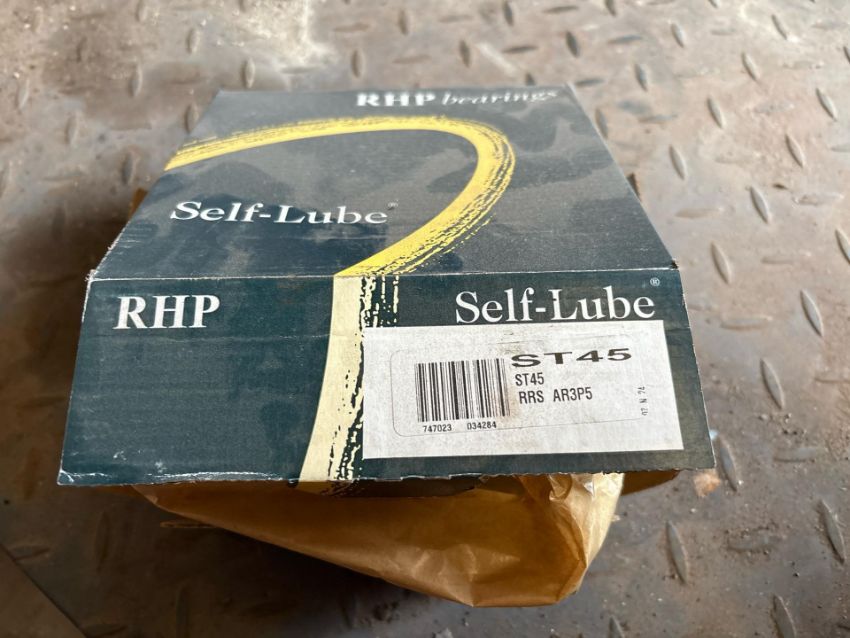 RHP bearings
Self-Lube®
RHP
Self-Lube®
ST45
ST45
RRS AR3P5
747023 034284